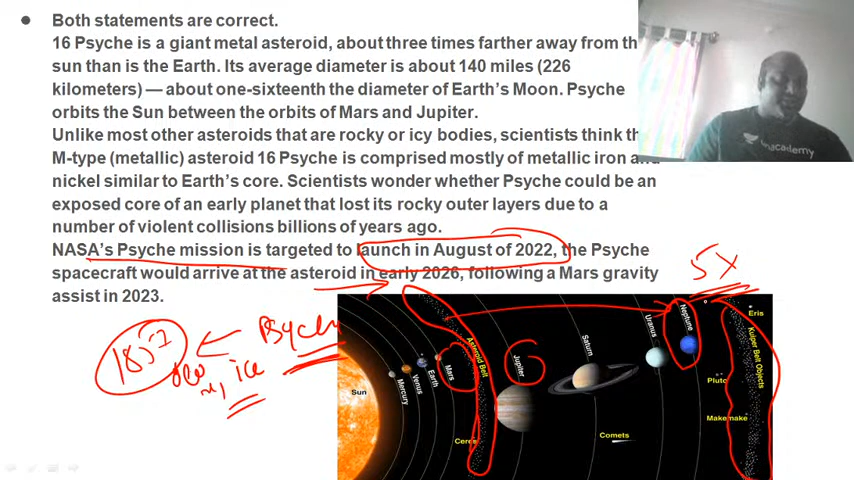 Both statements are correct.
16 Psyche is a giant metal asteroid, about three times farther away from th
sun than is the Earth. Its average diameter is about 140 miles (226
kilometers) — about one-sixteenth the diameter of Earth's Moon. Psyche
orbits the Sun between the orbits of Mars and Jupiter.
Unlike most other asteroids that are rocky or icy bodies, scientists think th
M-type (metallic) asteroid 16 Psyche is comprised mostly of metallic iron and
nickel similar to Earth's core. Scientists wonder whether Psyche could be an
exposed core of an early planet that lost its rocky outer layers due to a
number of violent collisions billions of years ago.
NASA's Psyche mission is targeted to launch in August of 2022, the Psyche
spacecraft would arrive at the asteroid in early 2026, following a Mars gravity
assist in 2023.
unacademy
5X
1852
ice
Sun
Mercury
Venus
Earth
Mars
Asteroid Belt
Ceres
Jupiter
Saturn
Comets
Uranus
Neptune
Pluto
Makemake
Eris
Kuiper Belt Objects